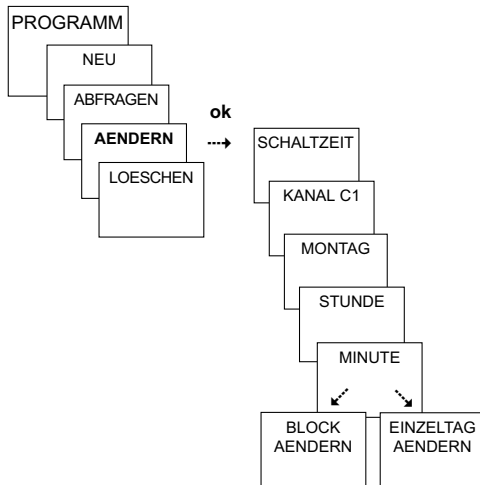 PROGRAMM
NEU
ABFRAGEN
AENDERN
LOESCHEN
ok
SCHALTZEIT
KANAL C1
MONTAG
STUNDE
MINUTE
BLOCK
AENDERN
EINZELTAG
AENDERN